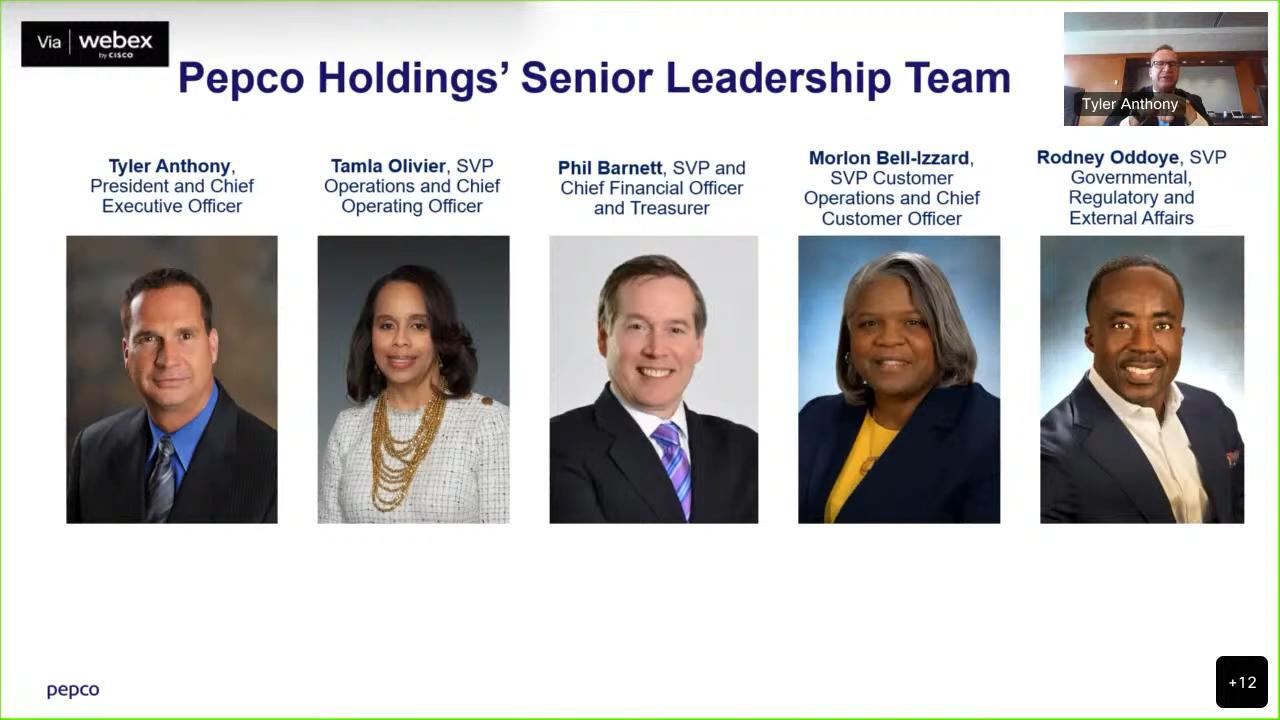 Via webex
by CISCO
Pepco Holdings’ Senior Leadership Team
Tyler Anthony
Tyler Anthony,
President and Chief
Executive Officer
Tamla Olivier, SVP
Operations and Chief
Operating Officer
Phil Barnett, SVP and
Chief Financial Officer
and Treasurer
Morlon Bell-Izzard,
SVP Customer
Operations and Chief
Customer Officer
Rodney Oddoye, SVP
Governmental,
Regulatory and
External Affairs
pepco
+12